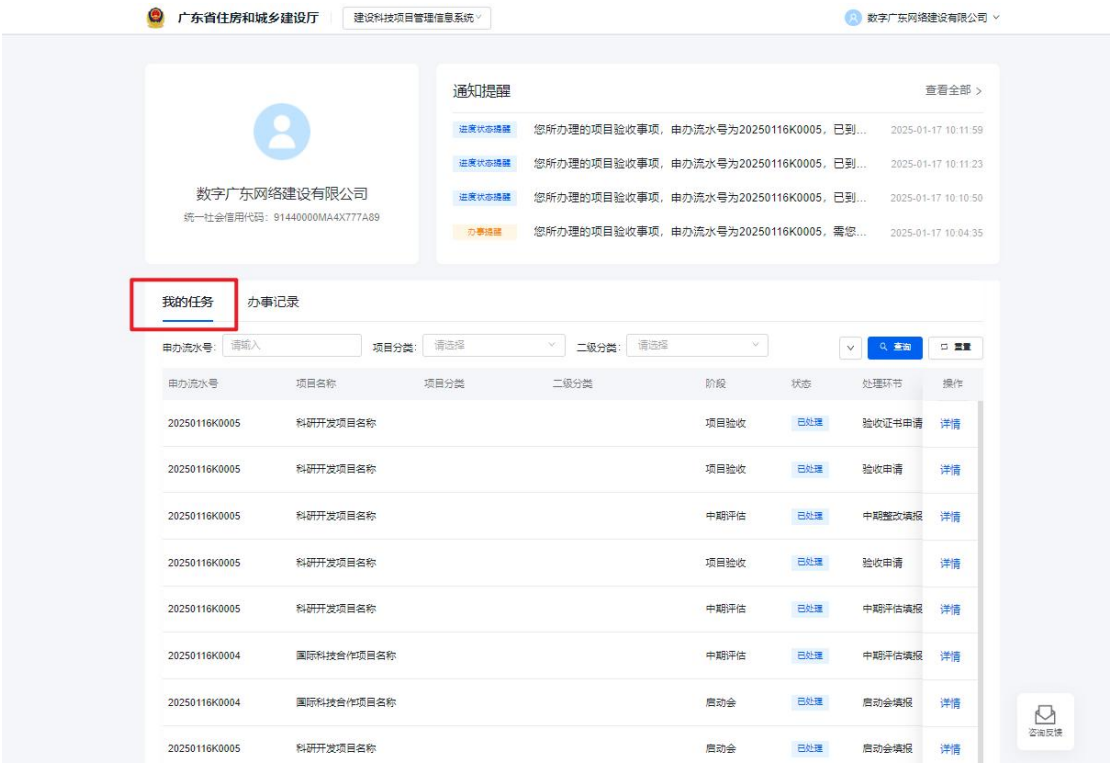 广东省住房和城乡建设厅 建设科技项目管理信息系统 数字广东网络建设有限公司
数字广东网络建设有限公司
统一社会信用代码：91440000MA4X777A89
通知提醒 查看全部 >
进度状态提醒 您所办理的项目验收事项，申办流水号为20250116K0005，已到... 2025-01-17 10:11:59
进度状态提醒 您所办理的项目验收事项，申办流水号为20250116K0005，已到... 2025-01-17 10:11:23
进度状态提醒 您所办理的项目验收事项，申办流水号为20250116K0005，已到... 2025-01-17 10:10:50
办事提醒 您所办理的项目验收事项，申办流水号为20250116K0005，需您... 2025-01-17 10:04:35
我的任务 办事记录
申办流水号： 请输入 项目分类： 请选择 二级分类： 请选择 查询 重置
申办流水号 项目名称 项目分类 二级分类 阶段 状态 处理环节 操作
20250116K0005 科研开发项目名称 项目验收 已处理 验收证书申请 详情
20250116K0005 科研开发项目名称 项目验收 已处理 验收申请 详情
20250116K0005 科研开发项目名称 中期评估 已处理 中期整改填报 详情
20250116K0005 科研开发项目名称 项目验收 已处理 验收申请 详情
20250116K0005 科研开发项目名称 中期评估 已处理 中期评估填报 详情
20250116K0004 国际科技合作项目名称 中期评估 已处理 中期评估填报 详情
20250116K0004 国际科技合作项目名称 启动会 已处理 启动会填报 详情
20250116K0005 科研开发项目名称 启动会 已处理 启动会填报 详情
咨询反馈